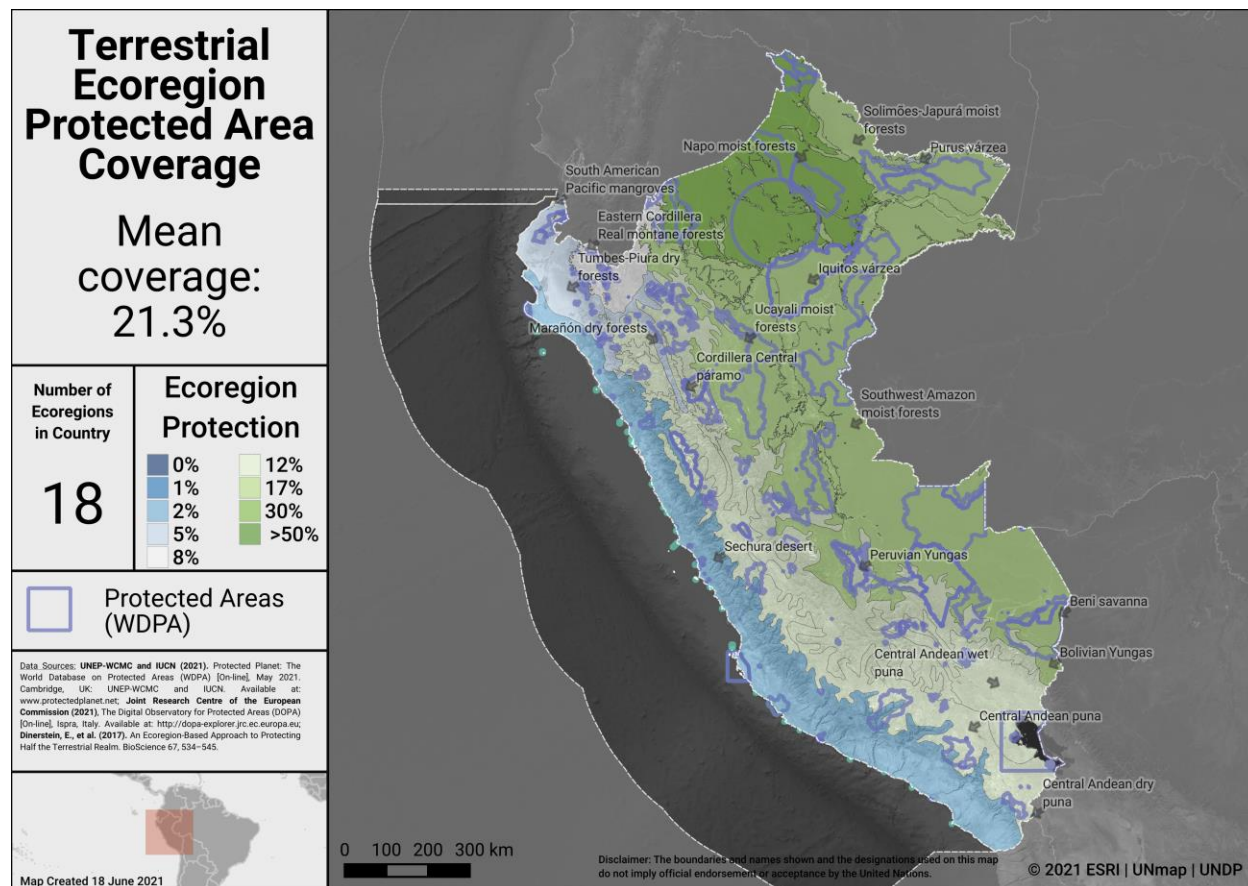 Terrestrial
Ecoregion
Protected Area
Coverage
Mean
coverage:
21.3%
Number of
Ecoregions
in Country
18
Ecoregion
Protection
0%
1%
2%
5%
8%
12%
17%
30%
>50%
Protected Areas
(WDPA)
Data Sources: UNEP-WCMC and IUCN (2021). Protected Planet: The
World Database on Protected Areas (WDPA) [On-line], May 2021.
Cambridge, UK: UNEP-WCMC and IUCN. Available at:
www.protectedplanet.net; Joint Research Centre of the European
Commission (2021), The Digital Observatory for Protected Areas (DOPA)
[On-line], Ispra, Italy. Available at: http://dopa-explorer.jrc.ec.europa.eu;
Dinerstein, E., et al. (2017). An Ecoregion-Based Approach to Protecting
Half the Terrestrial Realm. BioScience 67, 534–545.
Map Created 18 June 2021
Solimões-Japurá moist
forests
Napo moist forests
Purus várzea
South American
Pacific mangroves
Eastern Cordillera
Real montane forests
Tumbes-Piura dry
forests
Iquitos várzea
Ucayali moist
forests
Marañón dry forests
Cordillera Central
páramo
Southwest Amazon
moist forests
Sechura desert
Peruvian Yungas
Beni savanna
Bolivian Yungas
Central Andean wet
puna
Central Andean puna
Central Andean dry
puna
0 100 200 300 km
Disclaimer: The boundaries and names shown and the designations used on this map
do not imply official endorsement or acceptance by the United Nations.
© 2021 ESRI | UNmap | UNDP